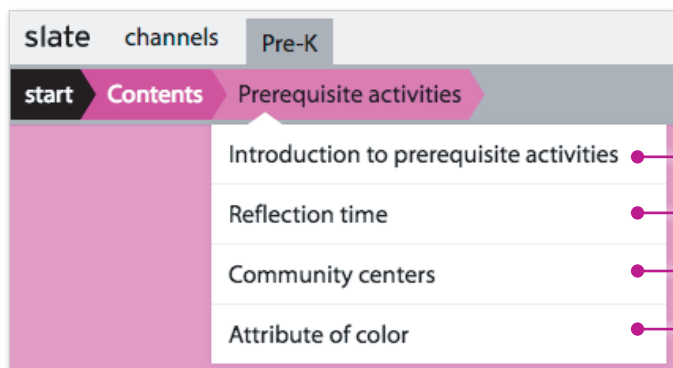 slate channels Pre-K
start Contents Prerequisite activities
Introduction to prerequisite activities
Reflection time
Community centers
Attribute of color